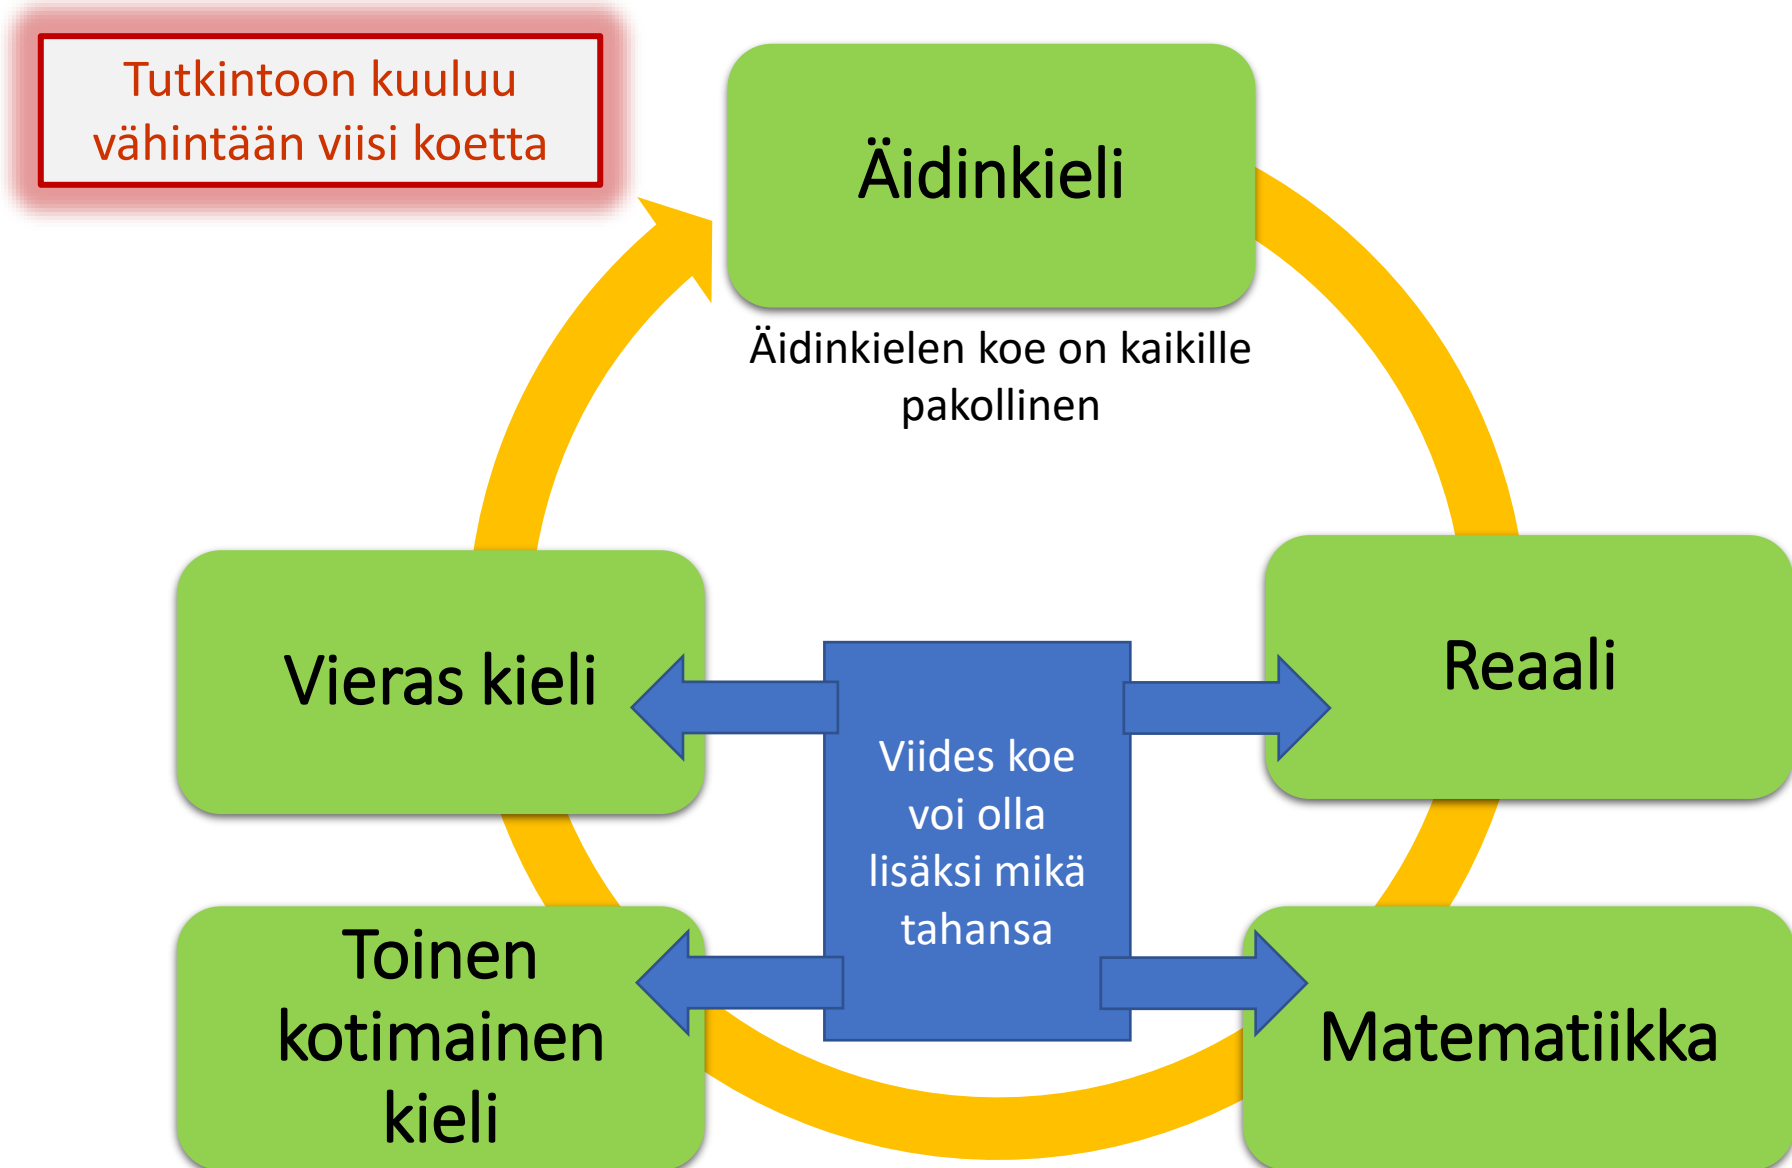 Tutkintoon kuuluu
vähintään viisi koetta
Äidinkieli
Äidinkielen koe on kaikille
pakollinen
Vieras kieli
Reaali
Viides koe
voi olla
lisäksi mikä
tahansa
Toinen
kotimainen
kieli
Matematiikka